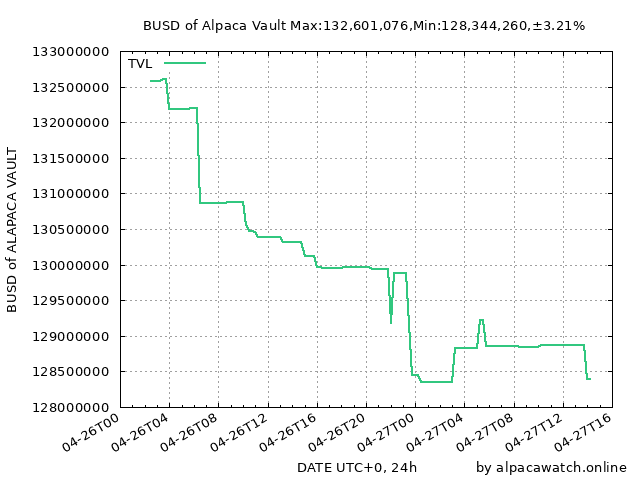 BUSD of Alpaca Vault Max:132,601,076,Min:128,344,260,±3.21%
133000000
TVL
132500000
132000000
131500000
131000000
130500000
130000000
129500000
129000000
128500000
128000000
BUSD of ALAPACA VAULT
04-26T00
04-26T04
04-26T08
04-26T12
04-26T16
04-26T20
04-27T00
04-27T04
04-27T08
04-27T12
04-27T16
DATE UTC+0, 24h
by alpacawatch.online